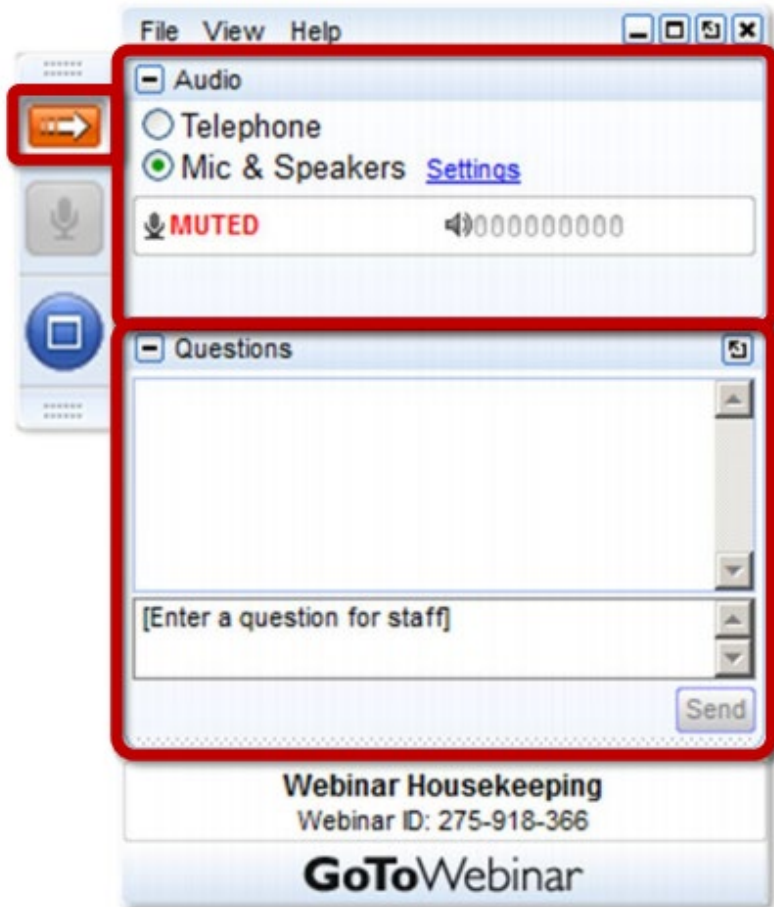 File View Help
Audio
Telephone
Mic & Speakers Settings
MUTED
Questions
[Enter a question for staff]
Send
Webinar Housekeeping
Webinar ID: 275-918-366
GoToWebinar